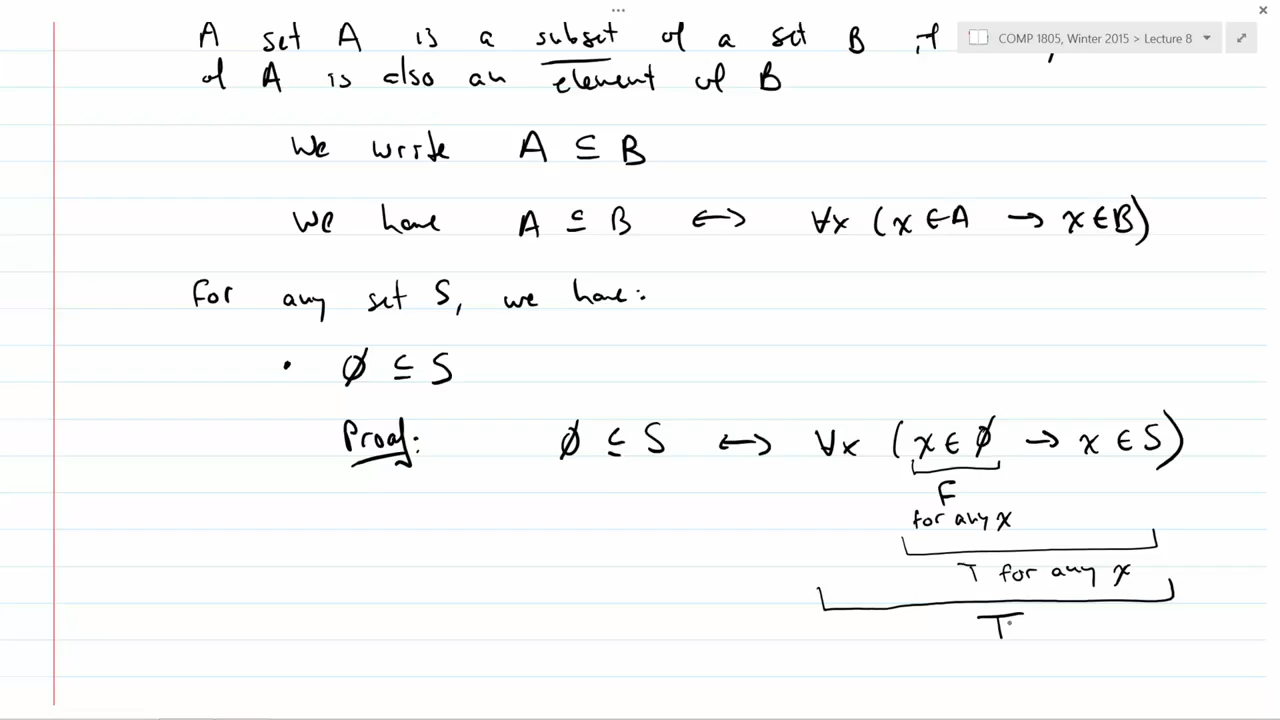 A set A is a subset of a set B if
COMP 1805, Winter 2015 > Lecture 8
of A is also an element of B
We write A ⊆ B
We have A ⊆ B ↔ ∀x (x ∈ A → x ∈ B)
For any set S, we have:
• ∅ ⊆ S
Proof: ∅ ⊆ S ↔ ∀x (x ∈ ∅ → x ∈ S)
F
for any x
T for any x
T